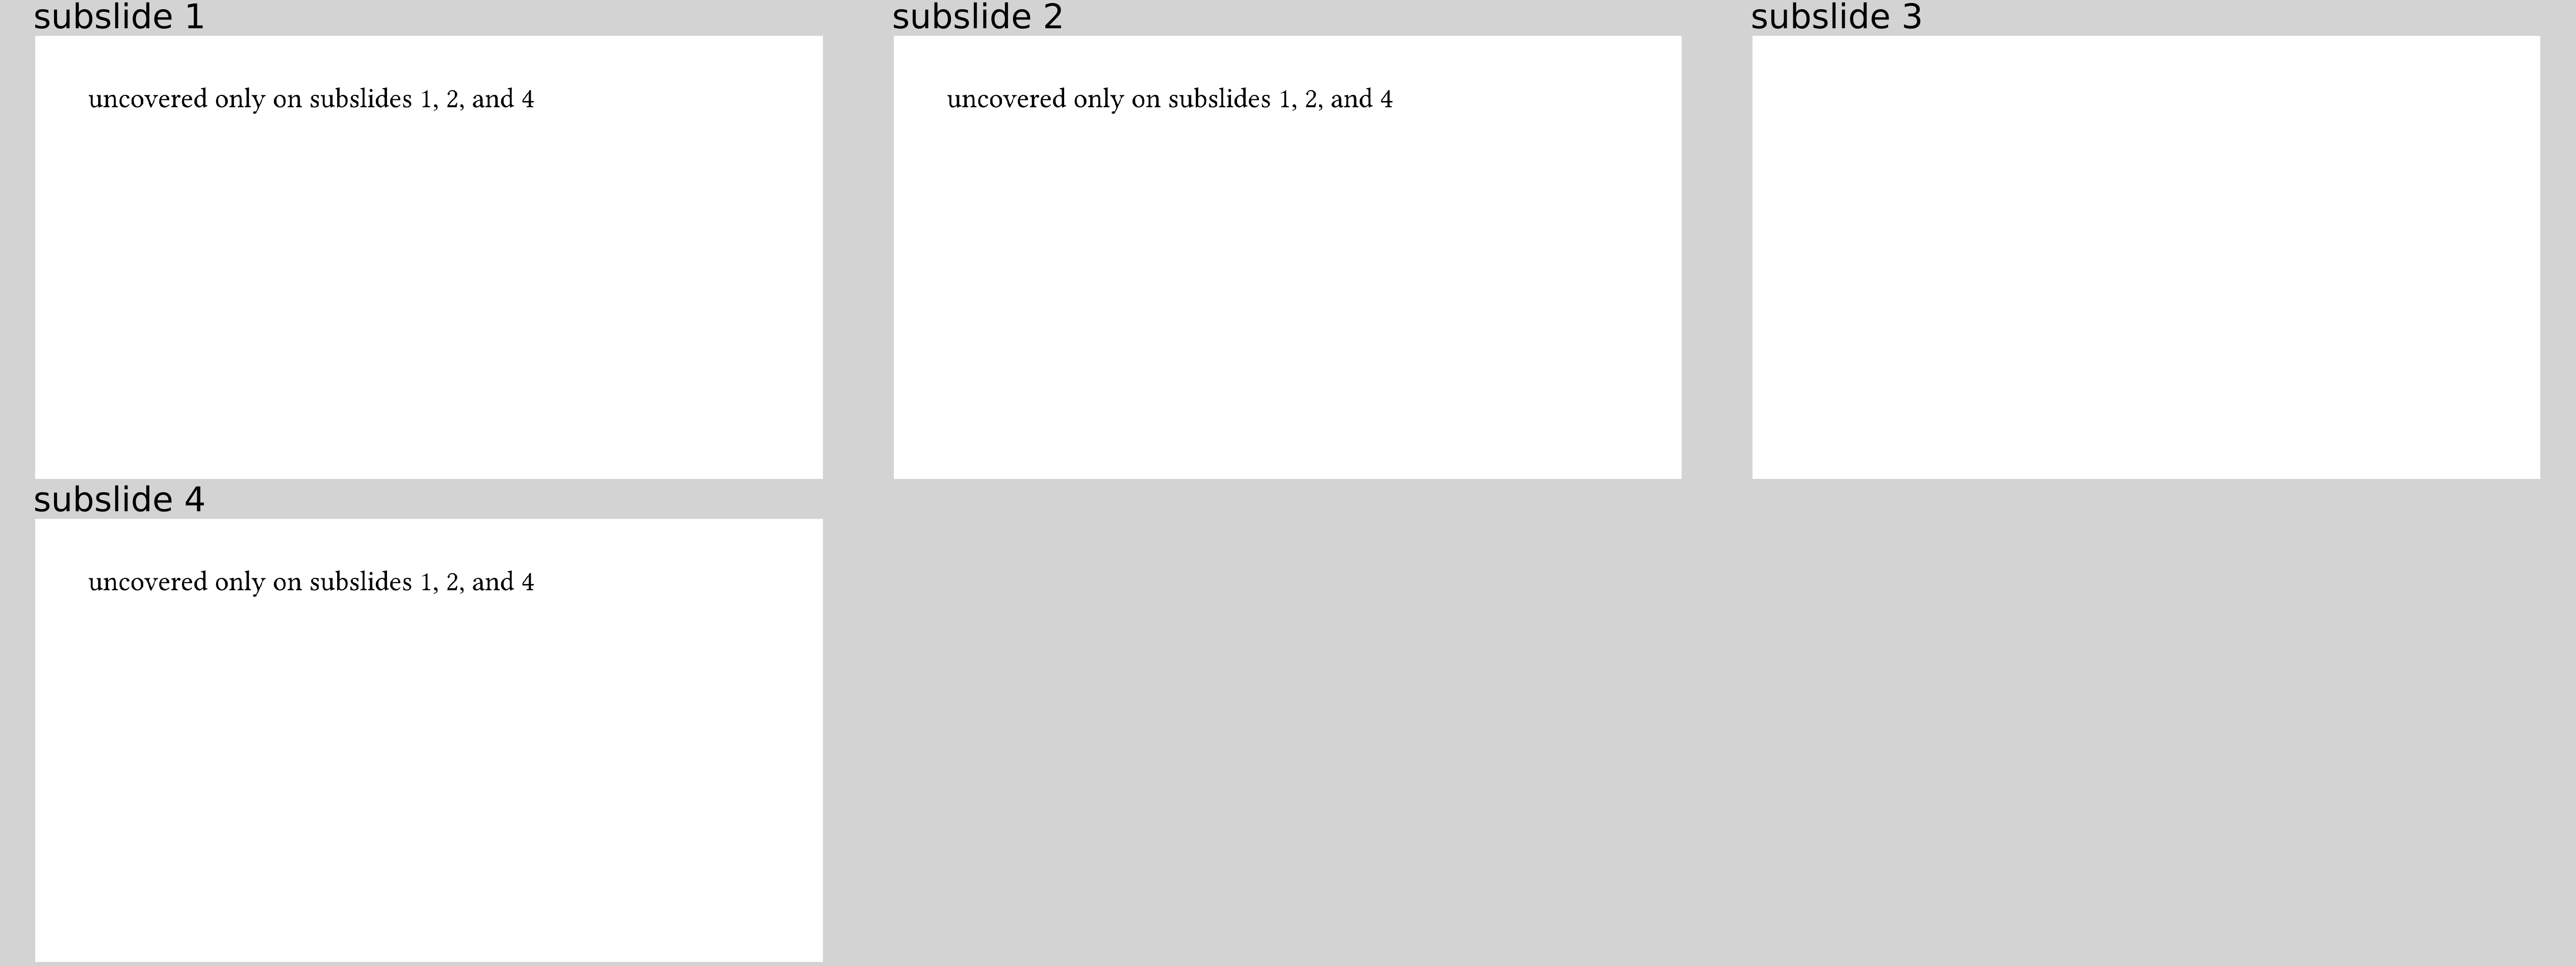 subslide 1
uncovered only on subslides 1, 2, and 4
subslide 2
uncovered only on subslides 1, 2, and 4
subslide 3
subslide 4
uncovered only on subslides 1, 2, and 4